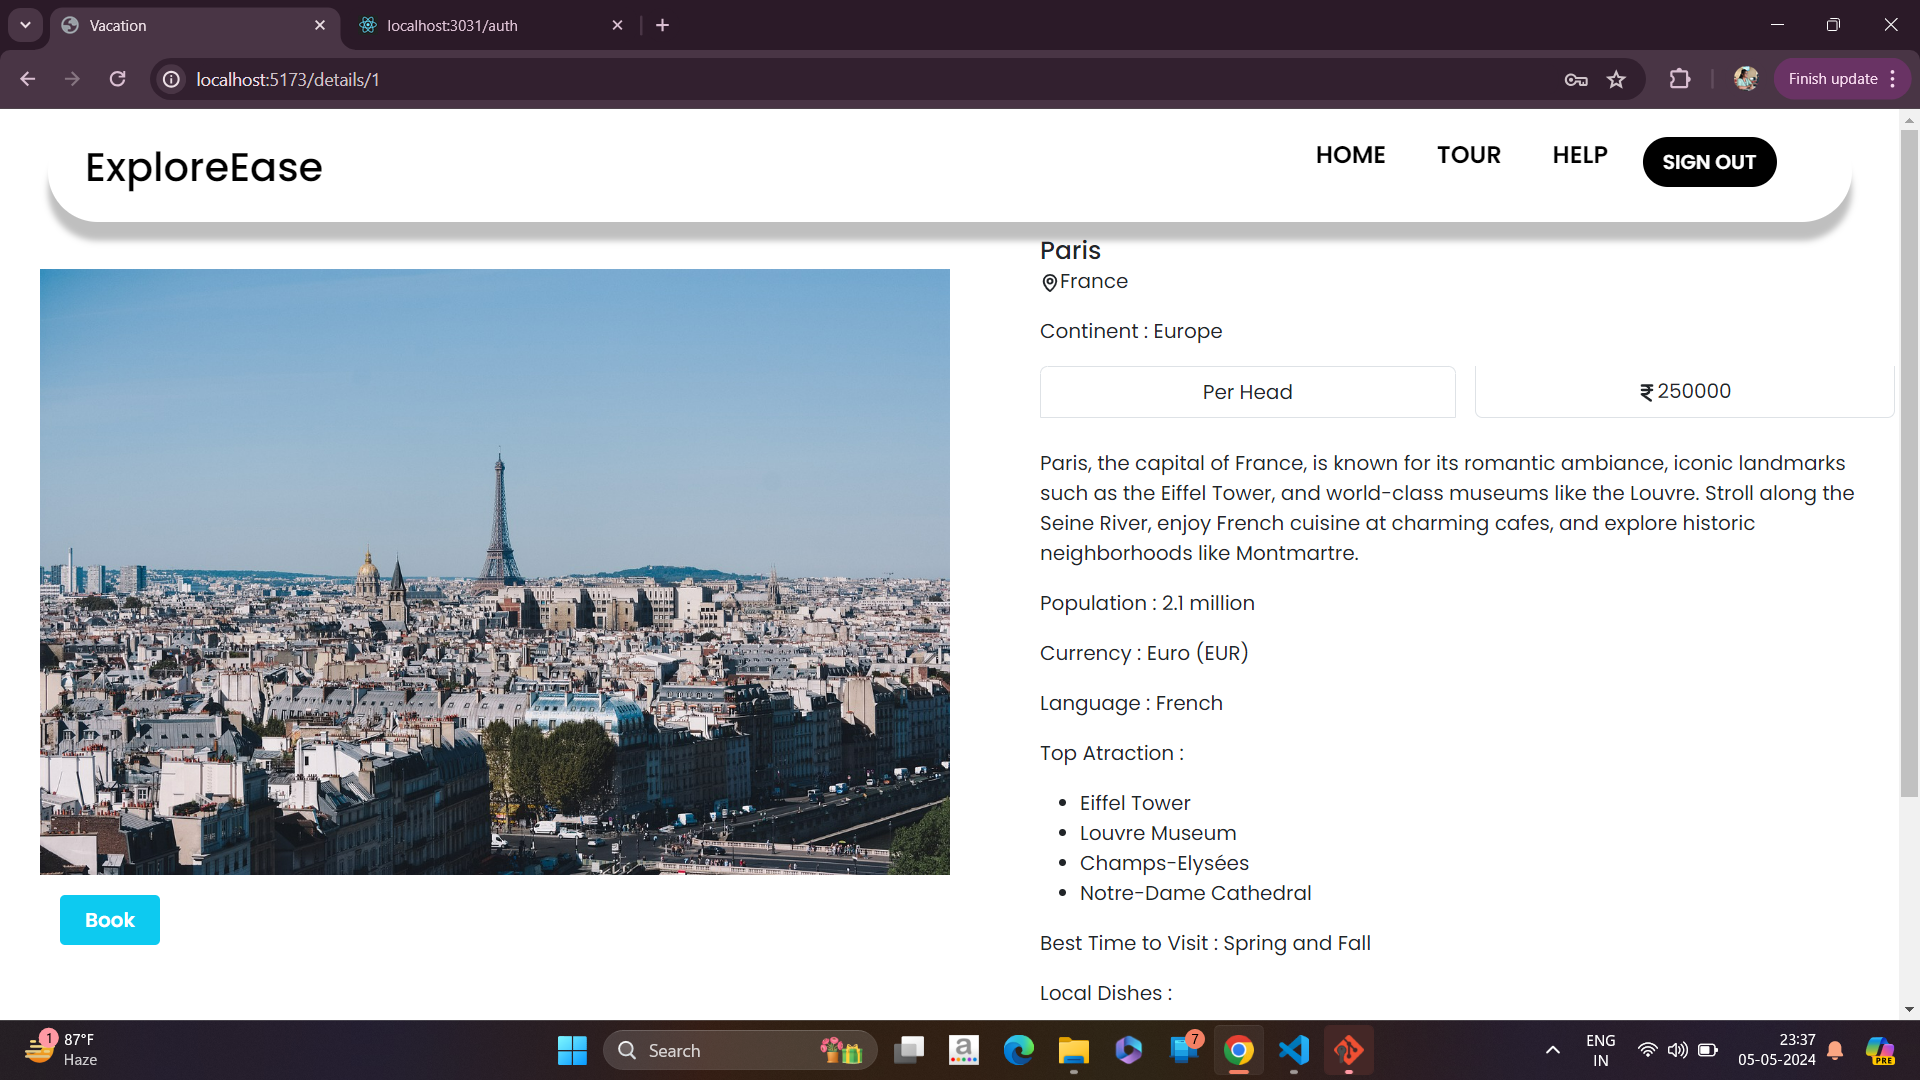 Vacation
localhost:3031/auth
localhost:5173/details/1
Finish update
ExploreEase
HOME
TOUR
HELP
SIGN OUT
Paris
France
Continent : Europe
Per Head
₹ 250000
Paris, the capital of France, is known for its romantic ambiance, iconic landmarks
such as the Eiffel Tower, and world-class museums like the Louvre. Stroll along the
Seine River, enjoy French cuisine at charming cafes, and explore historic
neighborhoods like Montmartre.
Population : 2.1 million
Currency : Euro (EUR)
Language : French
Top Atraction :
Eiffel Tower
Louvre Museum
Champs-Elysées
Notre-Dame Cathedral
Best Time to Visit : Spring and Fall
Local Dishes :
Book
1
87°F
Haze
Search
a
7
ENG
IN
23:37
05-05-2024
PRE